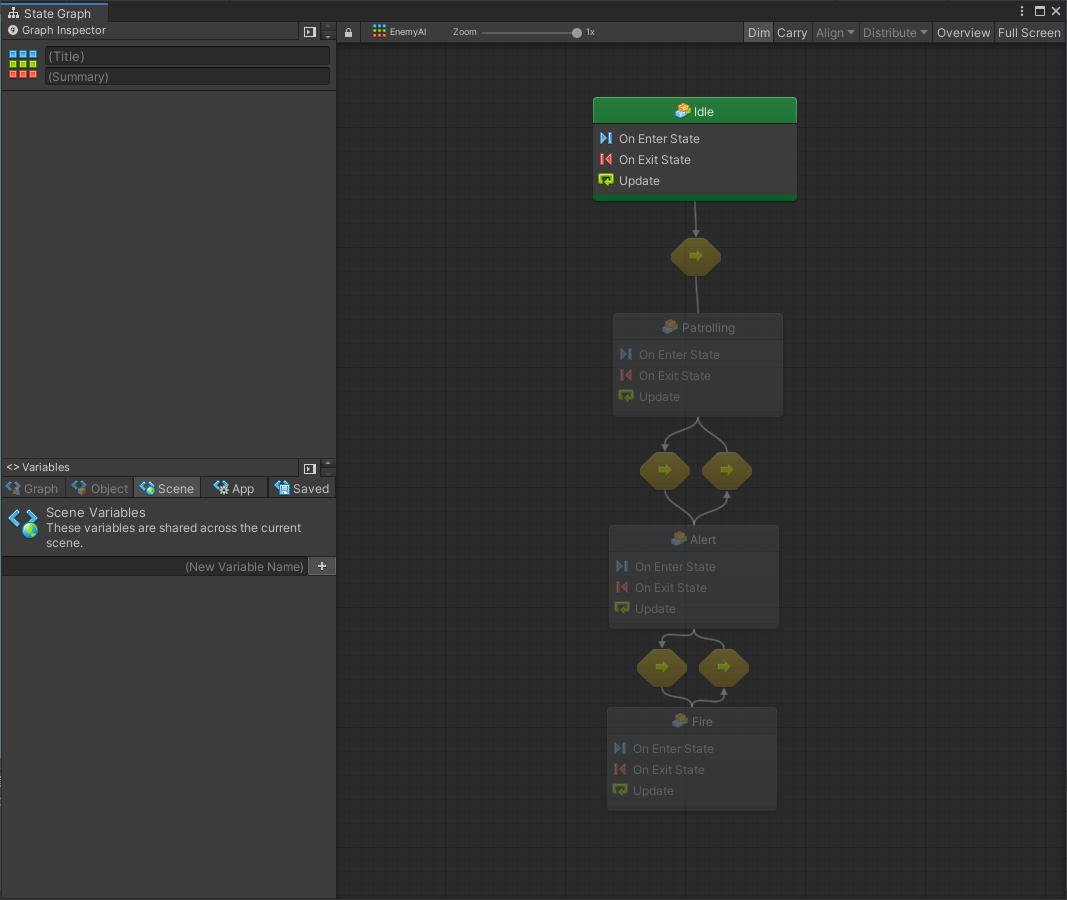 State Graph
Graph Inspector
(Title)
(Summary)
EnemyAI
Zoom
1x
Dim
Carry
Align
Distribute
Overview
Full Screen
Idle
On Enter State
On Exit State
Update
Patrolling
On Enter State
On Exit State
Update
Alert
On Enter State
On Exit State
Update
Fire
On Enter State
On Exit State
Update
<> Variables
Graph
Object
Scene
App
Saved
Scene Variables
These variables are shared across the current
scene.
(New Variable Name)
+